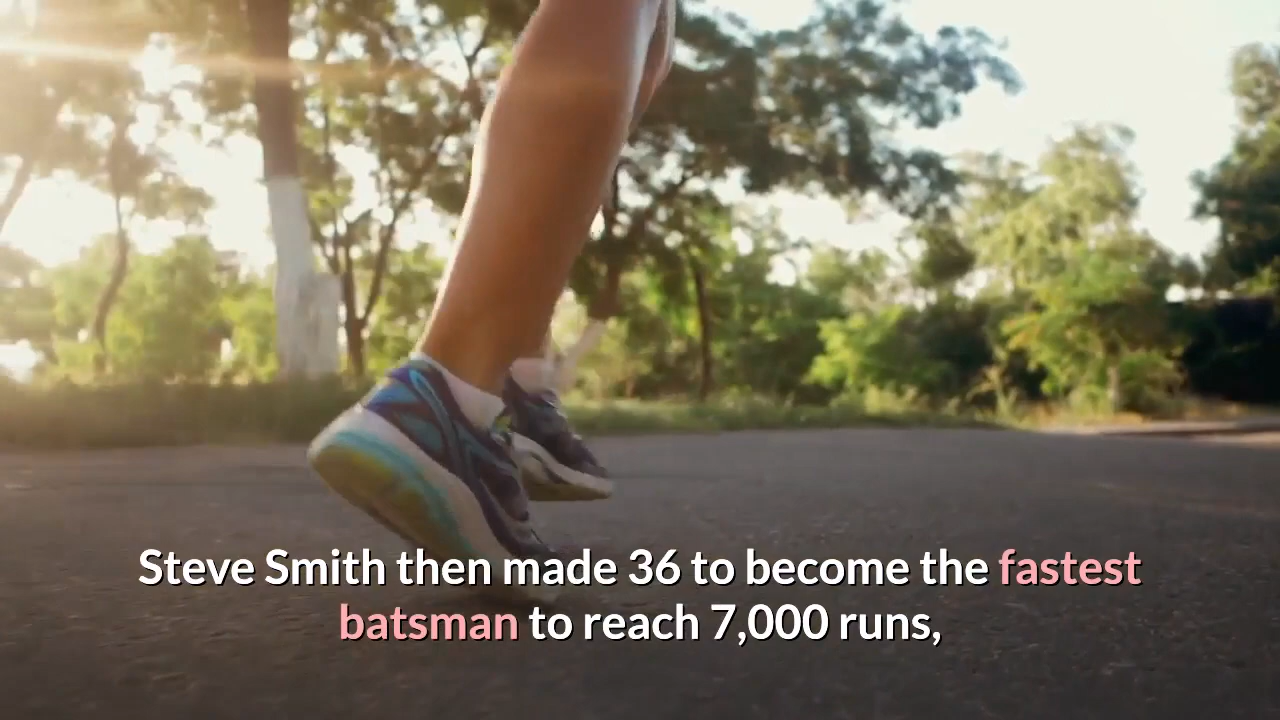 Steve Smith then made 36 to become the fastest
batsman to reach 7,000 runs,